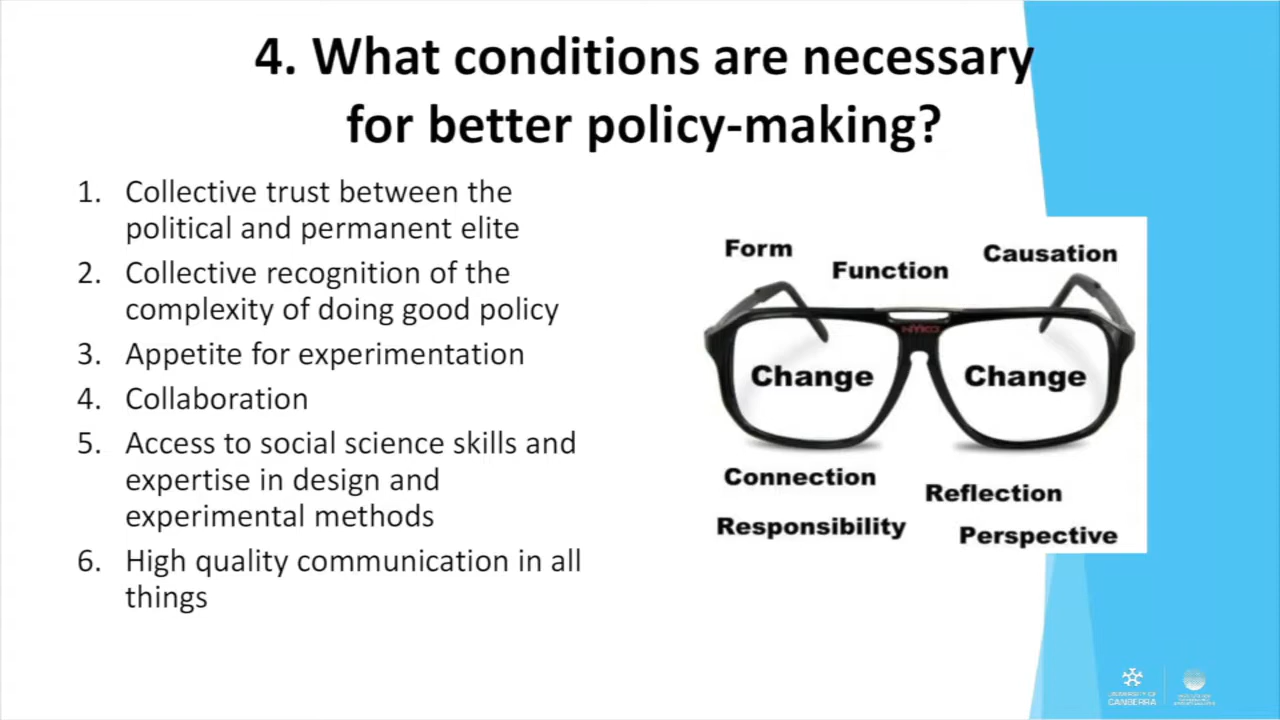 4. What conditions are necessary
for better policy-making?
1. Collective trust between the
political and permanent elite
2. Collective recognition of the
complexity of doing good policy
3. Appetite for experimentation
4. Collaboration
5. Access to social science skills and
expertise in design and
experimental methods
6. High quality communication in all
things
Form
Function
Causation
Change
Change
Connection
Reflection
Responsibility
Perspective
UNIVERSITY OF
CANBERRA